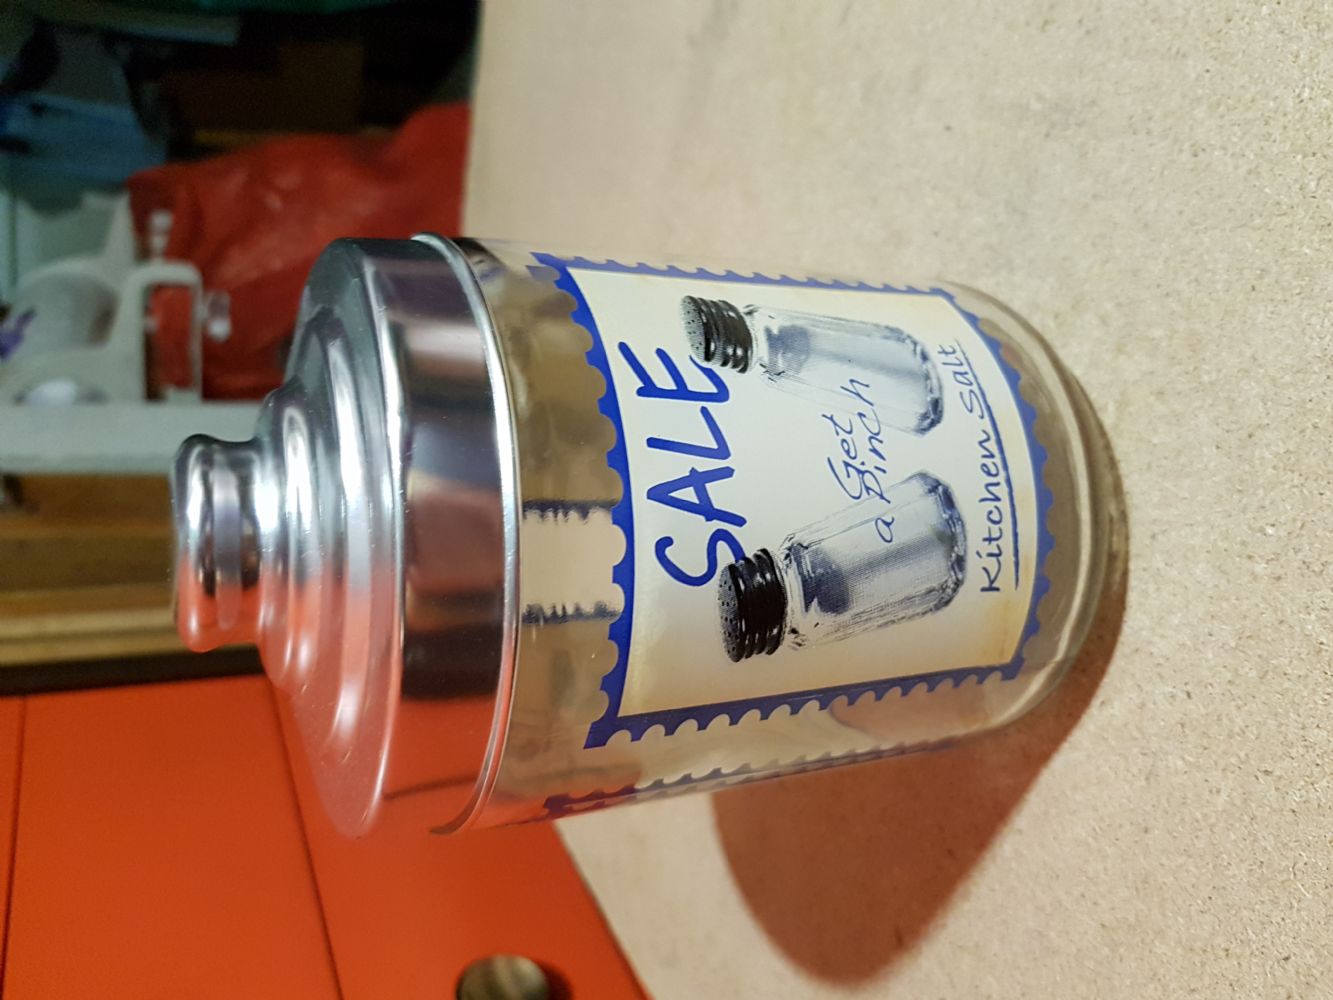 SALE
Get
a Pinch
Kitchen Salt